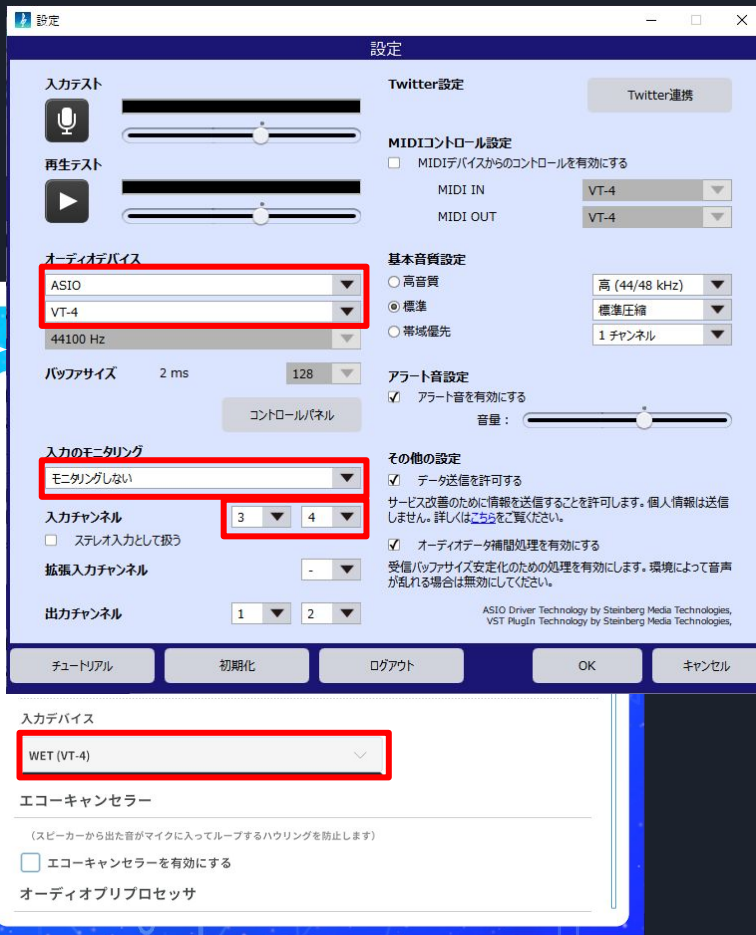 設定
設定
入力テスト
再生テスト
オーディオデバイス
ASIO
VT-4
44100 Hz
バッファサイズ 2 ms 128
コントロールパネル
入力のモニタリング
モニタリングしない
入力チャンネル 3 4
ステレオ入力として扱う
拡張入力チャンネル -
出力チャンネル 1 2
Twitter設定
Twitter連携
MIDIコントロール設定
MIDIデバイスからのコントロールを有効にする
MIDI IN VT-4
MIDI OUT VT-4
基本音質設定
高音質 高 (44/48 kHz)
標準 標準圧縮
帯域優先 1 チャンネル
アラート音設定
アラート音を有効にする
音量：
その他の設定
データ送信を許可する
サービス改善のために情報を送信することを許可します。個人情報は送信
しません。詳しくはこちらをご覧ください。
オーディオデータ補間処理を有効にする
受信バッファサイズ安定化のための処理を有効にします。環境によって音声
が乱れる場合は無効にしてください。
ASIO Driver Technology by Steinberg Media Technologies,
VST PlugIn Technology by Steinberg Media Technologies,
チュートリアル 初期化 ログアウト OK キャンセル
入力デバイス
WET (VT-4)
エコーキャンセラー
（スピーカーから出た音がマイクに入ってループするハウリングを防止します）
エコーキャンセラーを有効にする
オーディオプリプロセッサ